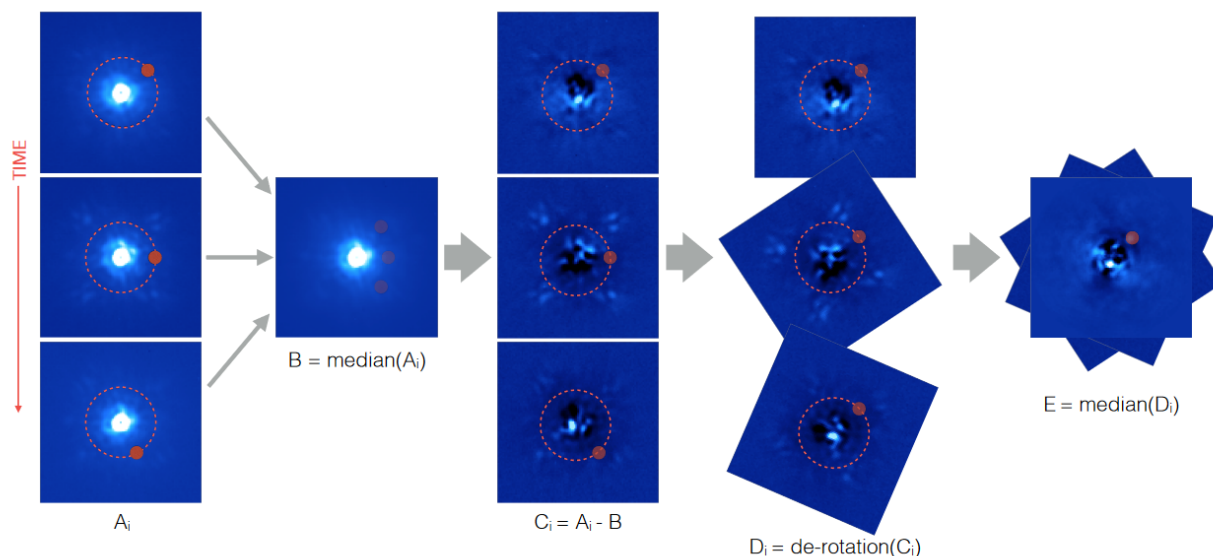 TIME
Aᵢ
B = median(Aᵢ)
Cᵢ = Aᵢ - B
Dᵢ = de-rotation(Cᵢ)
E = median(Dᵢ)